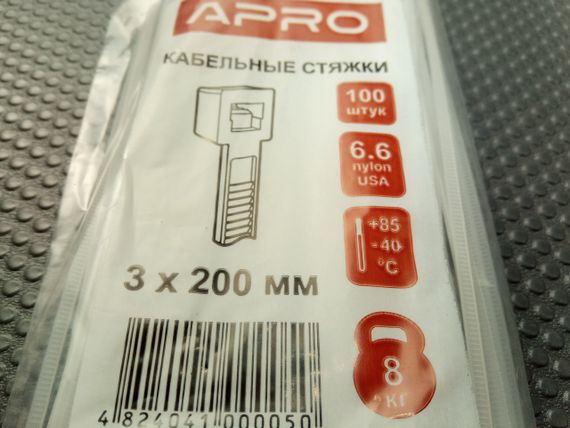 APRO
КАБЕЛЬНЫЕ СТЯЖКИ
100
штук
6.6
nylon
USA
+85
-40
°C
3 x 200 мм
8
КГ
4 824041 000050